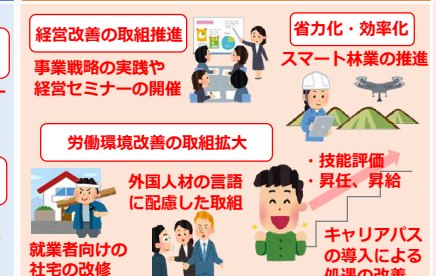 経営改善の取組推進
事業戦略の実践や
経営セミナーの開催
省力化・効率化
スマート林業の推進
労働環境改善の取組拡大
外国人材の言語
に配慮した取組
就業者向けの
社宅の改修
・技能評価
・昇任、昇給
キャリアパス
の導入による
処遇の改善